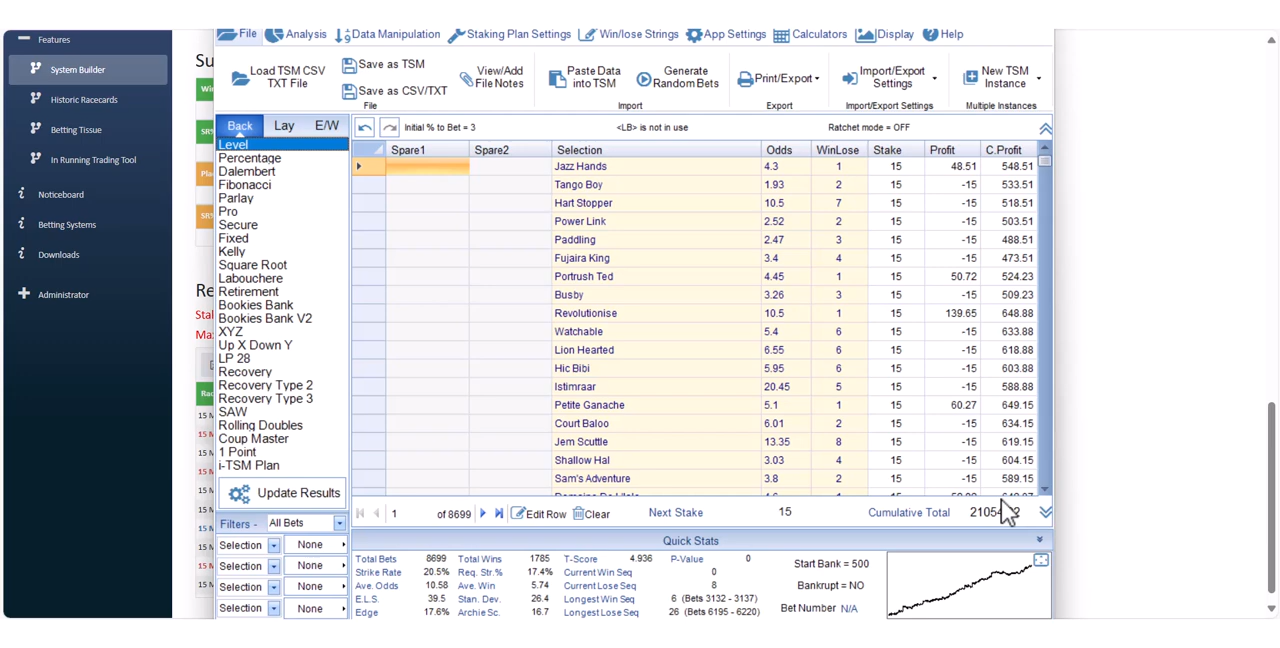 Features
System Builder
Historic Racecards
Betting Tissue
In Running Trading Tool
Noticeboard
Betting Systems
Downloads
Administrator
File Analysis Data Manipulation Staking Plan Settings Win/lose Strings App Settings Calculators Display Help
Load TSM CSV TXT File
Save as TSM
Save as CSV/TXT
View/Add File Notes
Paste Data into TSM
Generate Random Bets
Print/Export
Import/Export Settings
New TSM Instance
File Import Export Import/Export Settings Multiple Instances
Back Lay E/W
Initial % to Bet = 3 <LB> is not in use Ratchet mode = OFF
Level
Percentage
Dalembert
Fibonacci
Parlay
Pro
Secure
Fixed
Kelly
Square Root
Labouchere
Retirement
Bookies Bank
Bookies Bank V2
XYZ
Up X Down Y
LP 28
Recovery
Recovery Type 2
Recovery Type 3
SAW
Rolling Doubles
Coup Master
1 Point
i-TSM Plan
Update Results
Spare1 Spare2 Selection Odds WinLose Stake Profit C.Profit
Jazz Hands 4.3 1 15 48.51 548.51
Tango Boy 1.93 2 15 -15 533.51
Hart Stopper 10.5 7 15 -15 518.51
Power Link 2.52 2 15 -15 503.51
Paddling 2.47 3 15 -15 488.51
Fujaira King 3.4 4 15 -15 473.51
Portrush Ted 4.45 1 15 50.72 524.23
Busby 3.26 3 15 -15 509.23
Revolutionise 10.5 1 15 139.65 648.88
Watchable 5.4 6 15 -15 633.88
Lion Hearted 6.55 6 15 -15 618.88
Hic Bibi 5.95 6 15 -15 603.88
Istimraar 20.45 5 15 -15 588.88
Petite Ganache 5.1 1 15 60.27 649.15
Court Baloo 6.01 2 15 -15 634.15
Jem Scuttle 13.35 8 15 -15 619.15
Shallow Hal 3.03 4 15 -15 604.15
Sam's Adventure 3.8 2 15 -15 589.15
1 of 8699 Edit Row Clear Next Stake 15 Cumulative Total
Filters - All Bets
Selection None
Selection None
Selection None
Selection None
Quick Stats
Total Bets 8699 Total Wins 1785 T-Score 4.936 P-Value 0
Strike Rate 20.5% Req. Str.% 17.4% Current Win Seq 0
Ave. Odds 10.58 Ave. Win 5.74 Current Lose Seq 8
E.L.S. 39.5 Stan. Dev. 26.4 Longest Win Seq 6 (Bets 3132 - 3137)
Edge 17.6% Archie Sc. 16.7 Longest Lose Seq 26 (Bets 6195 - 6220)
Start Bank = 500
Bankrupt = NO
Bet Number N/A